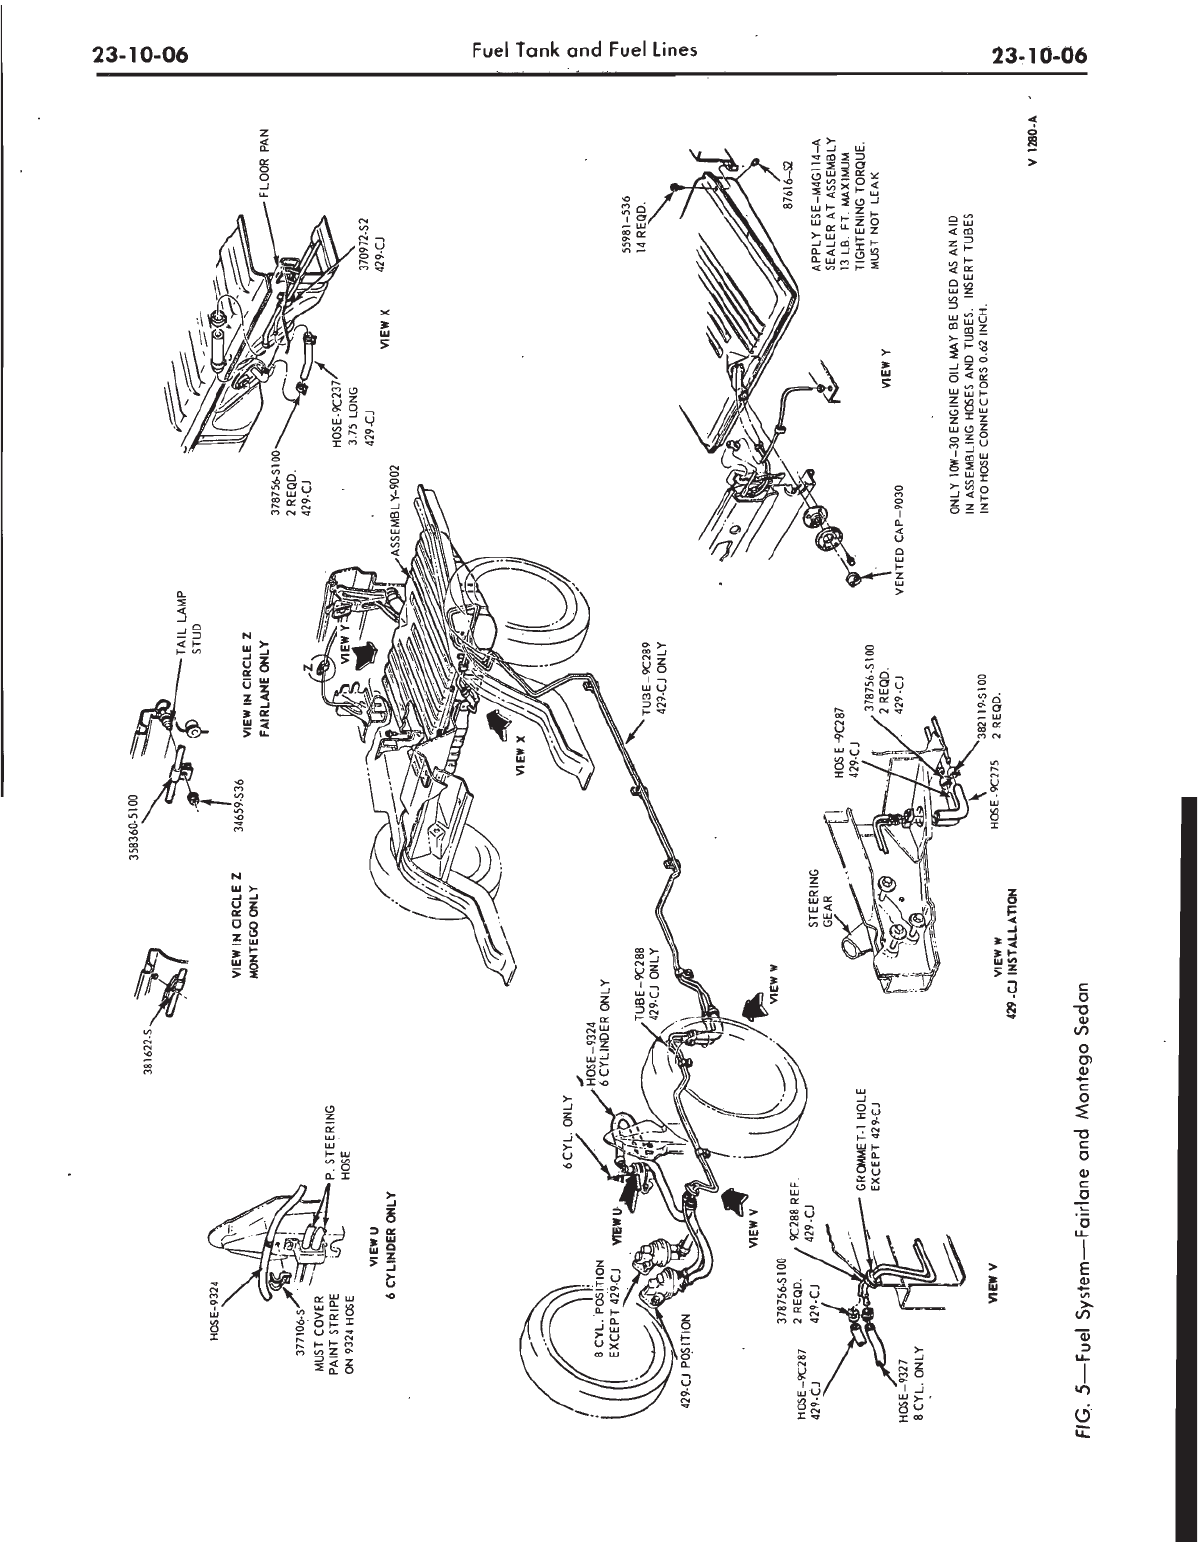 23-10-06
Fuel Tank and Fuel Lines
23-10-06
HOSE-9324
377106-S
MUST COVER
PAINT STRIPE
ON 9324 HOSE
P. STEERING
HOSE
VIEW U
6 CYLINDER ONLY
381622-S
VIEW IN CIRCLE Z
MONTEGO ONLY
358360-S100
TAIL LAMP
STUD
34659-S36
VIEW IN CIRCLE Z
FAIRLANE ONLY
FLOOR PAN
370972-S2
429-CJ
HOSE-9C237
3.75 LONG
429-CJ
378756-S100
2 REQD.
429-CJ
VIEW X
ASSEMBLY-9002
Z
VIEW Y
VIEW X
TUBE-9C289
429-CJ ONLY
TUBE-9C288
429-CJ ONLY
HOSE-9324
6 CYLINDER ONLY
6 CYL. ONLY
VIEW U
VIEW W
VIEW V
8 CYL. POSITION
EXCEPT 429-CJ
429-CJ POSITION
55981-S36
14 REQD.
87616-S2
APPLY ESE-M4G114-A
SEALER AT ASSEMBLY
13 LB. FT. MAXIMUM
TIGHTENING TORQUE.
MUST NOT LEAK
VIEW Y
VENTED CAP-9030
ONLY 10W-30 ENGINE OIL MAY BE USED AS AN AID
IN ASSEMBLING HOSES AND TUBES. INSERT TUBES
INTO HOSE CONNECTORS 0.62 INCH.
STEERING
GEAR
HOSE-9C287
429-CJ
378756-S100
2 REQD.
429-CJ
382119-S100
2 REQD.
HOSE-9C275
VIEW W
429-CJ INSTALLATION
HOSE-9C287
429-CJ
378756-S100
2 REQD.
429-CJ
9C288 REF.
429-CJ
GROMMET-1 HOLE
EXCEPT 429-CJ
HOSE-9327
8 CYL. ONLY
VIEW V
V 1280-A
FIG. 5—Fuel System—Fairlane and Montego Sedan